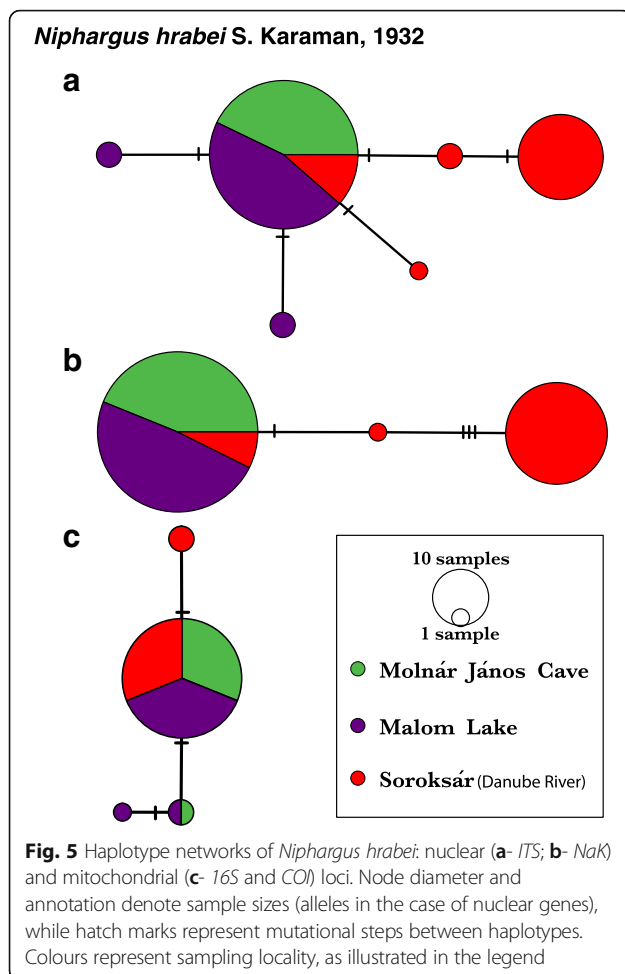 Niphargus hrabei S. Karaman, 1932
a
b
c
10 samples
1 sample
Molnár János Cave
Malom Lake
Soroksár (Danube River)
Fig. 5 Haplotype networks of Niphargus hrabei: nuclear (a- ITS; b- NaK)
and mitochondrial (c- 16S and COI) loci. Node diameter and
annotation denote sample sizes (alleles in the case of nuclear genes),
while hatch marks represent mutational steps between haplotypes.
Colours represent sampling locality, as illustrated in the legend